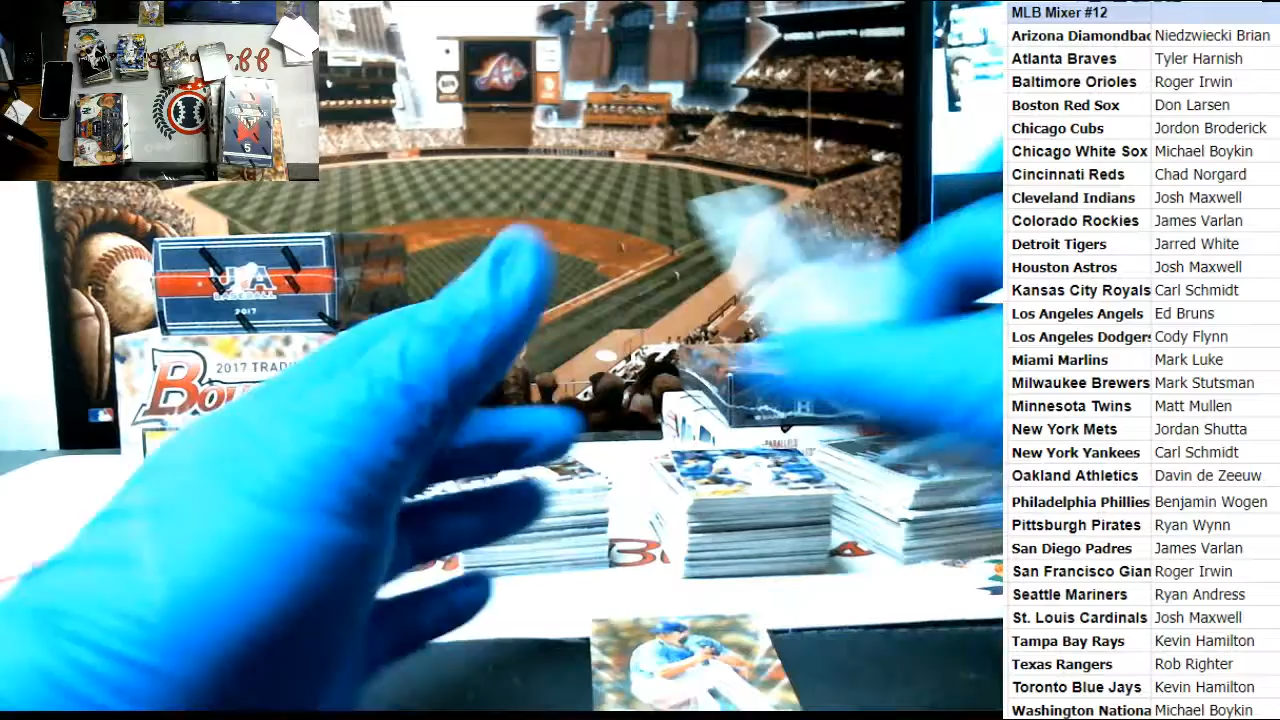 MLB Mixer #12
Arizona Diamondbac Niedzwiecki Brian
Atlanta Braves Tyler Harnish
Baltimore Orioles Roger Irwin
Boston Red Sox Don Larsen
Chicago Cubs Jordon Broderick
Chicago White Sox Michael Boykin
Cincinnati Reds Chad Norgard
Cleveland Indians Josh Maxwell
Colorado Rockies James Varlan
Detroit Tigers Jarred White
Houston Astros Josh Maxwell
Kansas City Royals Carl Schmidt
Los Angeles Angels Ed Bruns
Los Angeles Dodgers Cody Flynn
Miami Marlins Mark Luke
Milwaukee Brewers Mark Stutsman
Minnesota Twins Matt Mullen
New York Mets Jordan Shutta
New York Yankees Carl Schmidt
Oakland Athletics Davin de Zeeuw
Philadelphia Phillies Benjamin Wogen
Pittsburgh Pirates Ryan Wynn
San Diego Padres James Varlan
San Francisco Gian Roger Irwin
Seattle Mariners Ryan Andress
St. Louis Cardinals Josh Maxwell
Tampa Bay Rays Kevin Hamilton
Texas Rangers Rob Righter
Toronto Blue Jays Kevin Hamilton
Washington Nationa Michael Boykin
USA
BASEBALL
2017
2017 TRADI
Bow
5